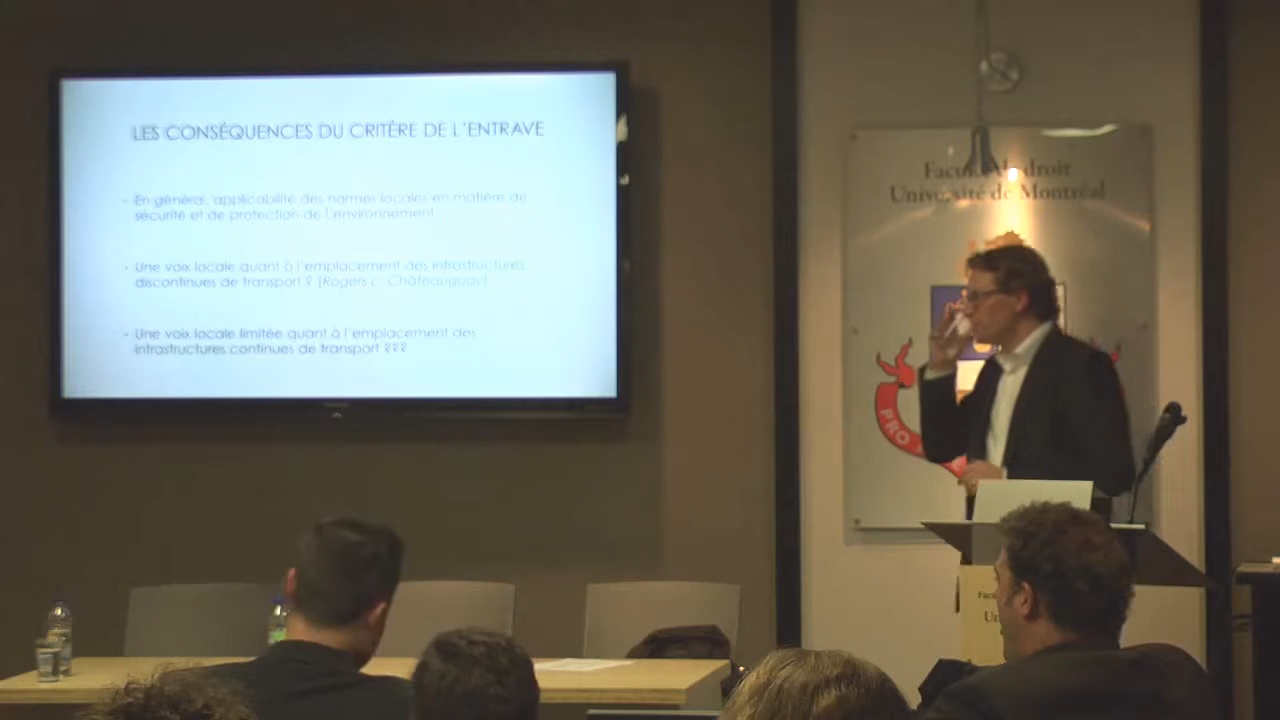 LES CONSÉQUENCES DU CRITÈRE DE L'ENTRAVE
- En général, applicabilité des normes locales en matière de
sécurité et de protection de l'environnement
- Une voix locale quant à l'emplacement des infrastructures
discontinues de transport ? (Rogers c. Châteauguay)
- Une voix locale limitée quant à l'emplacement des
infrastructures continues de transport ???
Faculté de droit
Université de Montréal
PRO